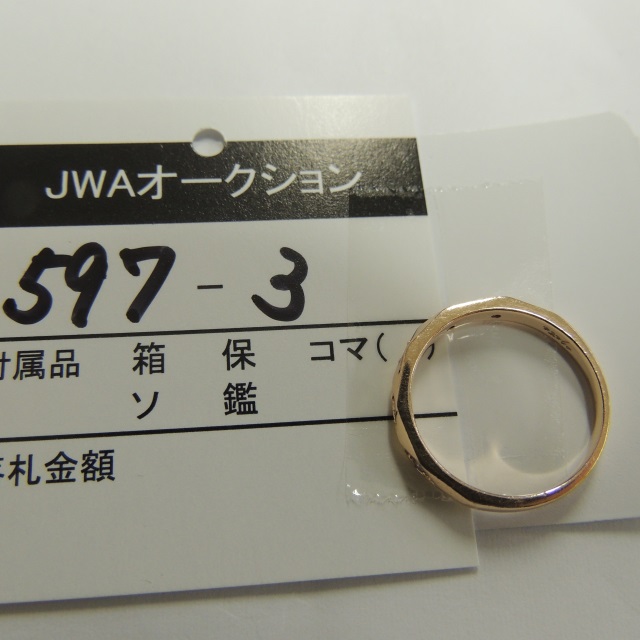 JWAオークション
597-3
付属品 箱 保 コマ( )
ソ 鑑
札金額